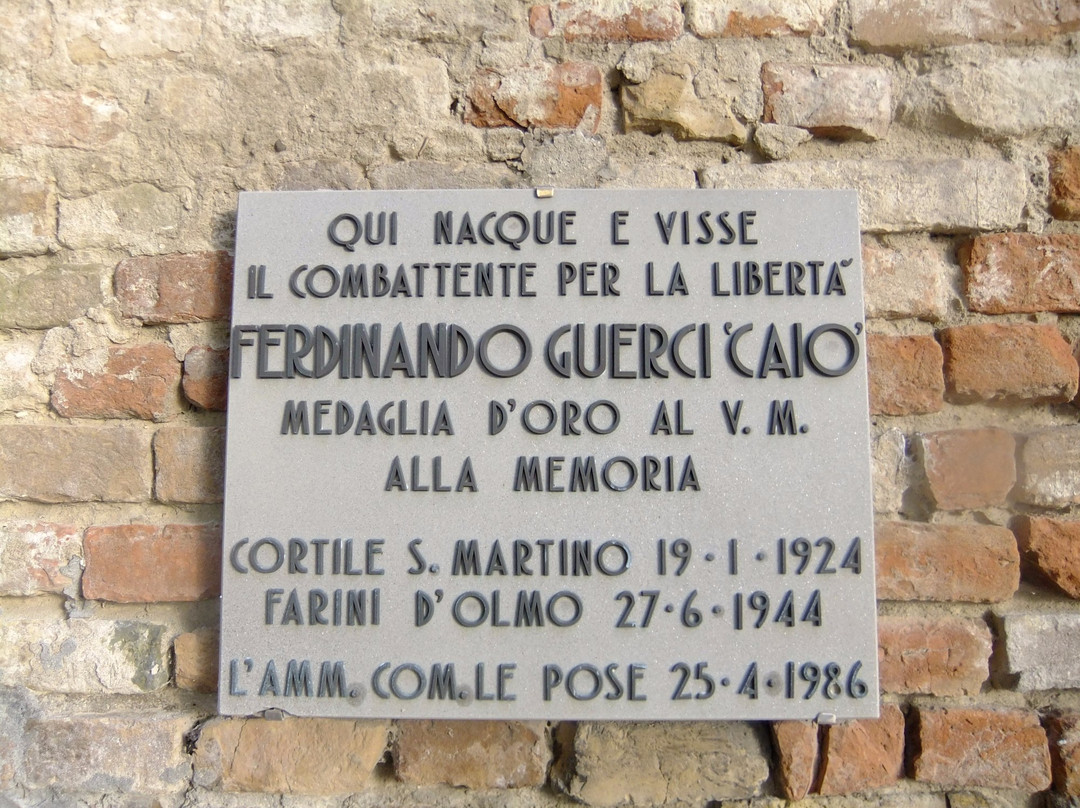 QUI NACQUE E VISSE
IL COMBATTENTE PER LA LIBERTÀ
FERDINANDO GUERCI 'CAIO'
MEDAGLIA D'ORO AL V. M.
ALLA MEMORIA
CORTILE S. MARTINO 19·1·1924
FARINI D'OLMO 27·6·1944
L'AMM. COM.LE POSE 25·4·1986